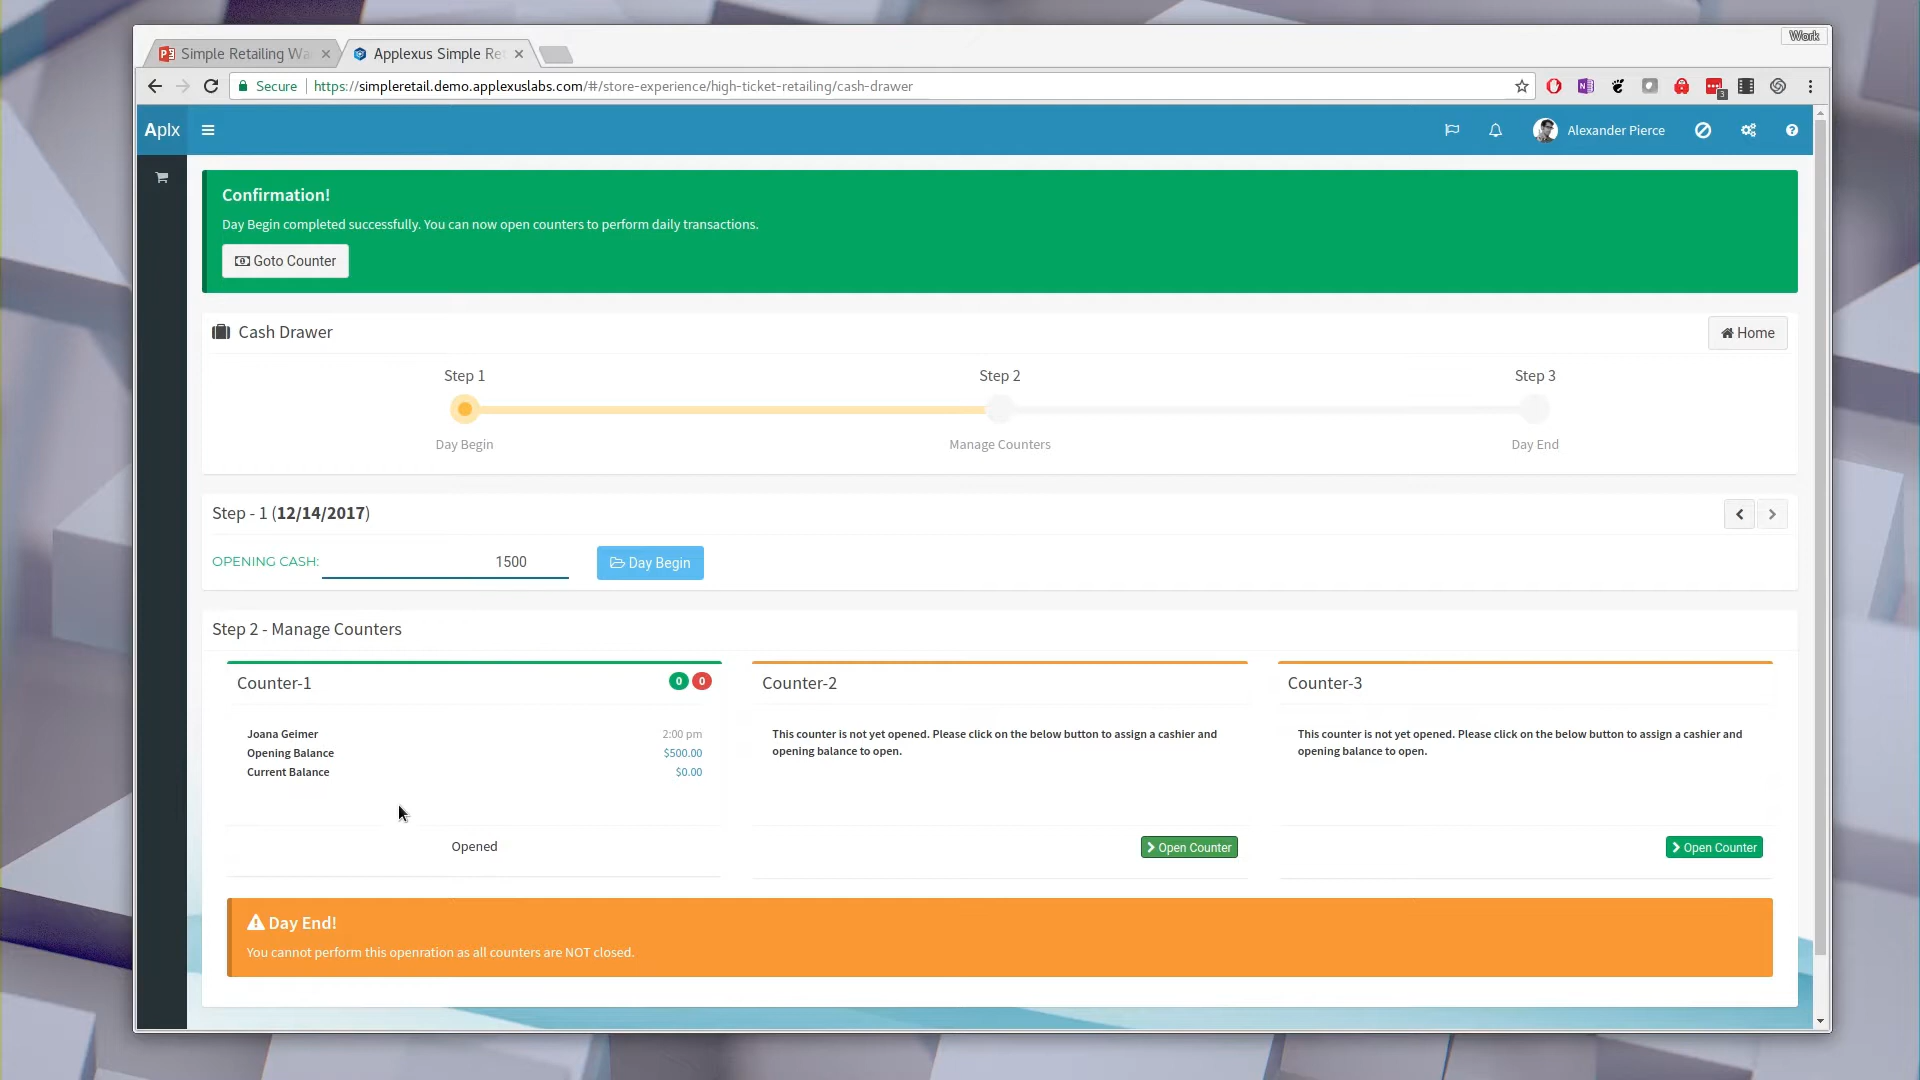 Work
Simple Retailing Wa
Applexus Simple Re
Secure
https://simpleretail.demo.applexuslabs.com/#/store-experience/high-ticket-retailing/cash-drawer
3
Aplx
Alexander Pierce
Confirmation!
Day Begin completed successfully. You can now open counters to perform daily transactions.
Goto Counter
Cash Drawer
Home
Step 1
Step 2
Step 3
Day Begin
Manage Counters
Day End
Step - 1 (12/14/2017)
OPENING CASH:
1500
Day Begin
Step 2 - Manage Counters
Counter-1
0 0
Joana Geimer 2:00 pm
Opening Balance $500.00
Current Balance $0.00
Opened
Counter-2
This counter is not yet opened. Please click on the below button to assign a cashier and
opening balance to open.
Open Counter
Counter-3
This counter is not yet opened. Please click on the below button to assign a cashier and
opening balance to open.
Open Counter
Day End!
You cannot perform this openration as all counters are NOT closed.